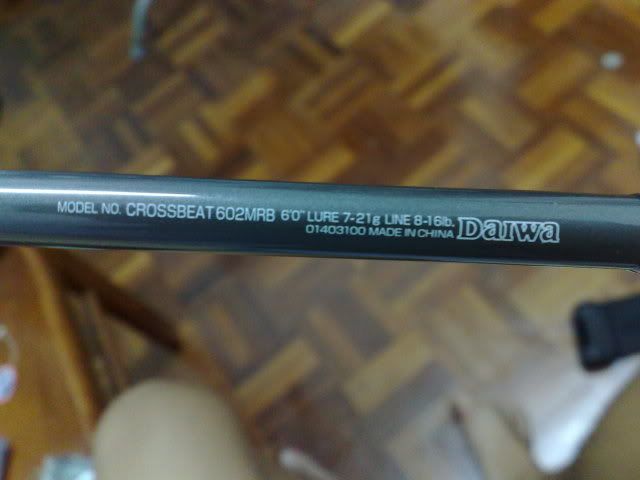 MODEL NO. CROSSBEAT 602MRB 6'0" LURE 7-21g LINE 8-16lb.
01403100 MADE IN CHINA Daiwa